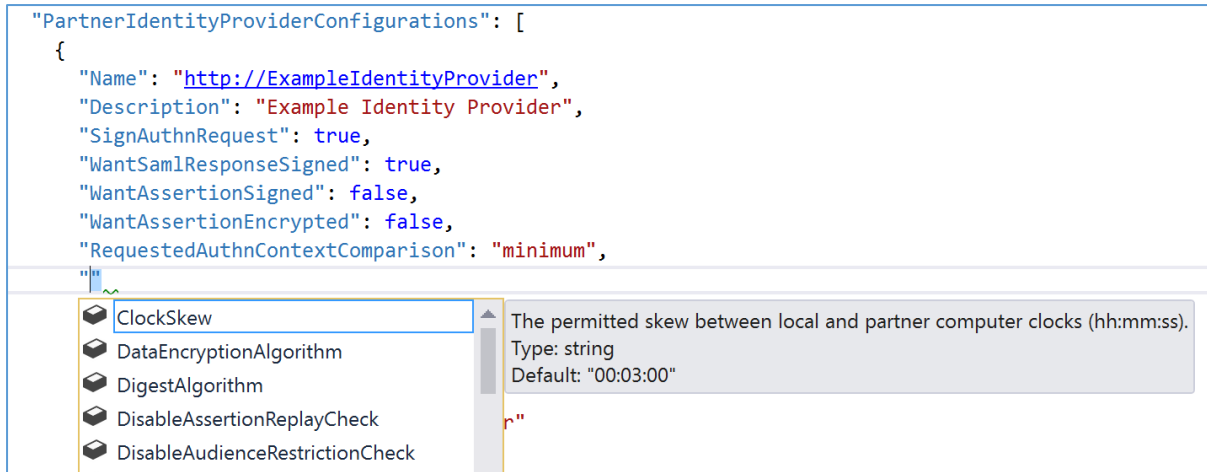 "PartnerIdentityProviderConfigurations": [
{
"Name": "http://ExampleIdentityProvider",
"Description": "Example Identity Provider",
"SignAuthnRequest": true,
"WantSamlResponseSigned": true,
"WantAssertionSigned": false,
"WantAssertionEncrypted": false,
"RequestedAuthnContextComparison": "minimum",
""
ClockSkew
DataEncryptionAlgorithm
DigestAlgorithm
DisableAssertionReplayCheck
DisableAudienceRestrictionCheck
The permitted skew between local and partner computer clocks (hh:mm:ss).
Type: string
Default: "00:03:00"
r"